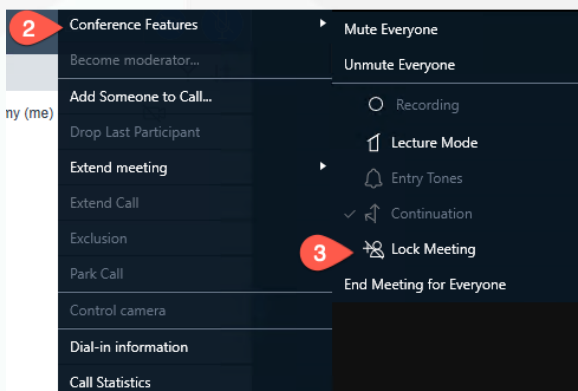 2
Conference Features
Become moderator...
Add Someone to Call...
ny (me)
Drop Last Participant
Extend meeting
Extend Call
Exclusion
Park Call
Control camera
Dial-in information
Call Statistics
Mute Everyone
Unmute Everyone
Recording
Lecture Mode
Entry Tones
Continuation
3
Lock Meeting
End Meeting for Everyone